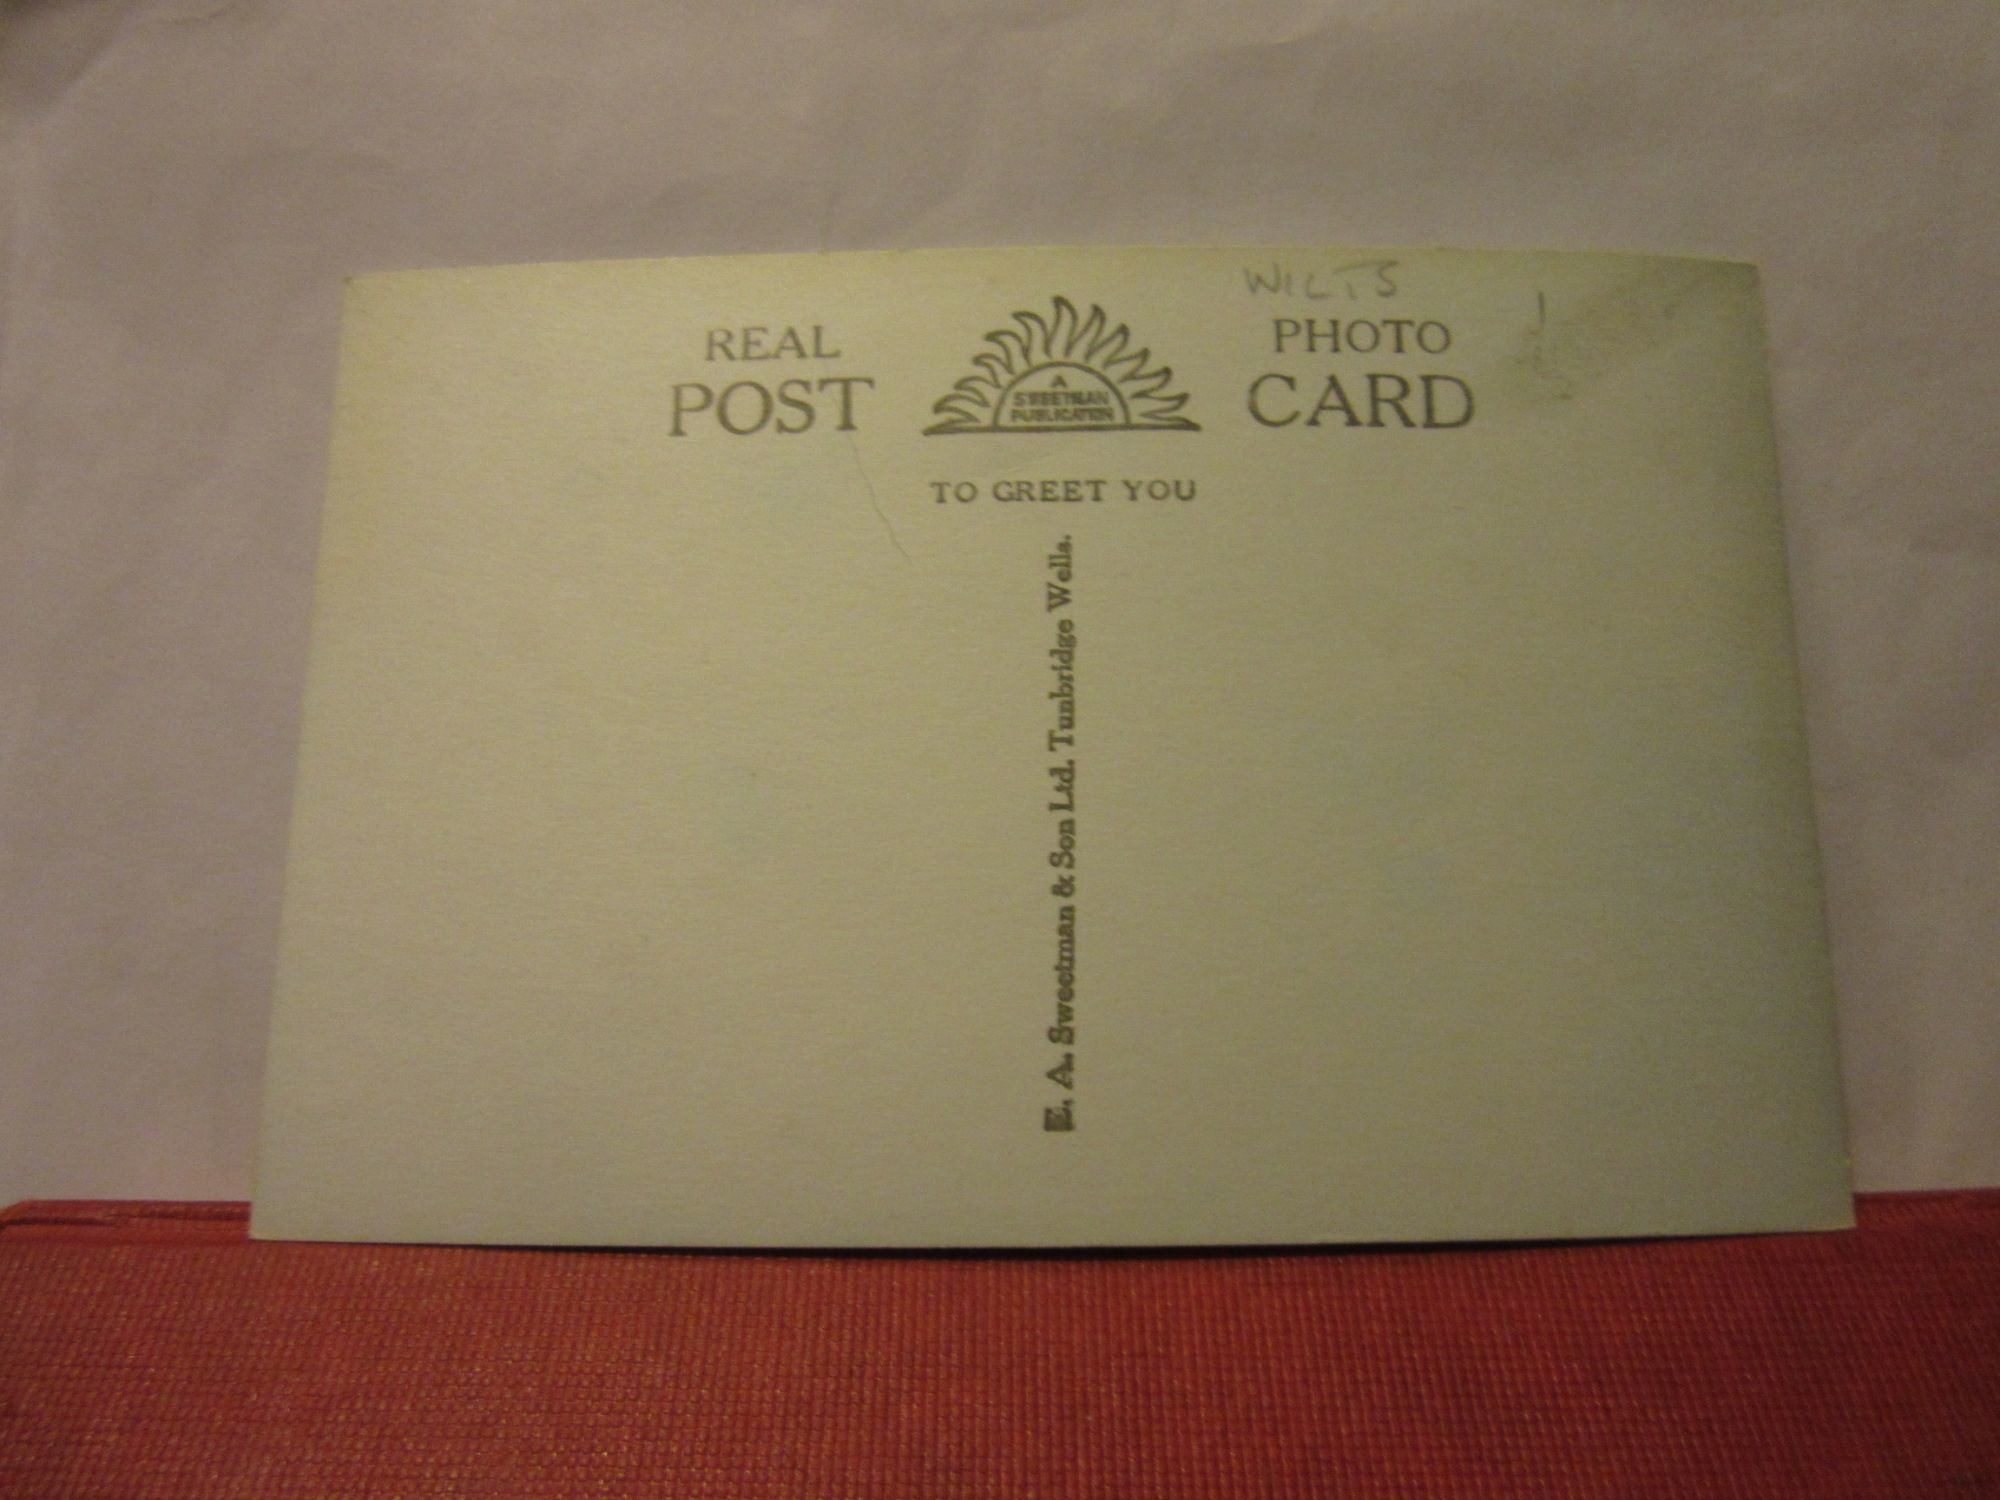 WILTS
REAL PHOTO
POST CARD
A
SWEETMAN
PUBLICATION
TO GREET YOU
E. A. Sweetman & Son Ltd. Tunbridge Wells.